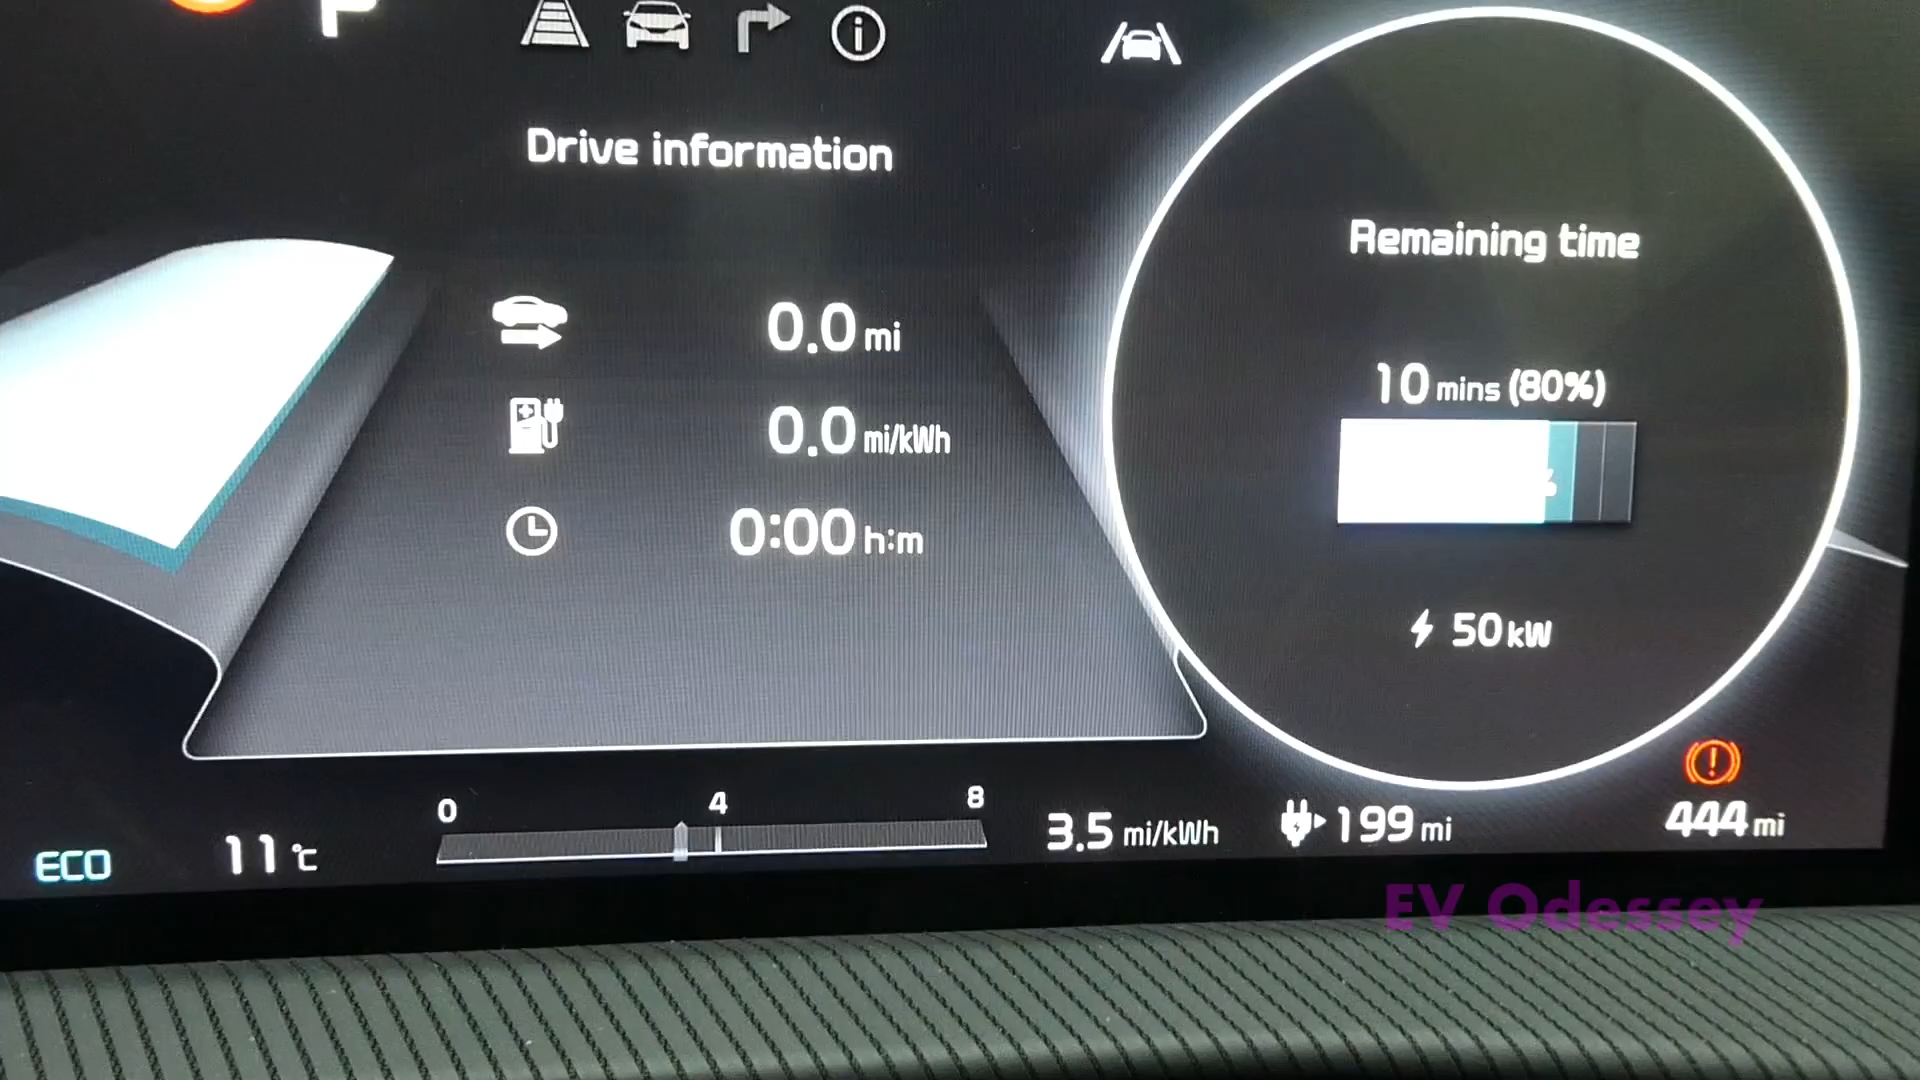 P
Drive information
0.0 mi
0.0 mi/kWh
0:00 h:m
Remaining time
10 mins (80%)
%
50 kW
0 4 8
ECO
11 °C
3.5 mi/kWh
199 mi
444 mi
EV Odessey